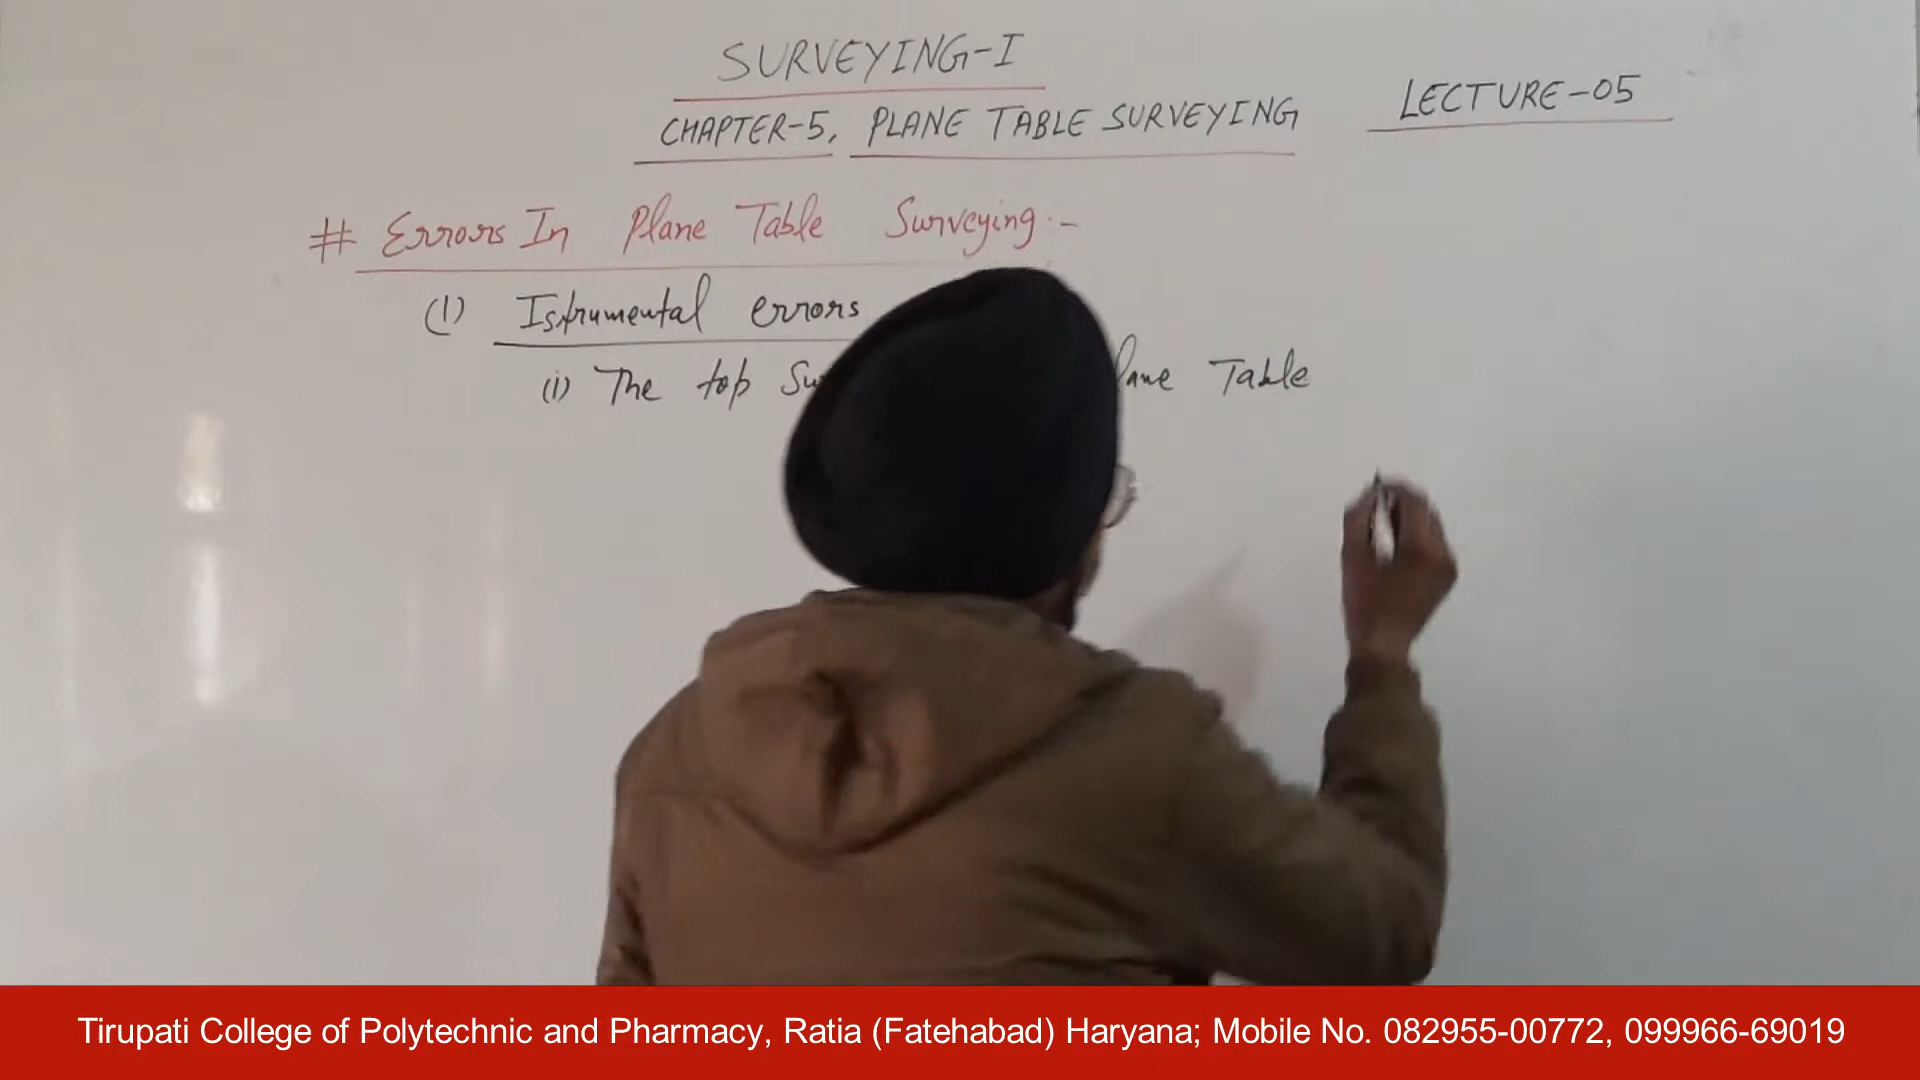 SURVEYING-I
CHAPTER-5, PLANE TABLE SURVEYING
LECTURE-05
# Errors In Plane Table Surveying:-
(1) Istrumental errors
(i) The top Table
Tirupati College of Polytechnic and Pharmacy, Ratia (Fatehabad) Haryana; Mobile No. 082955-00772, 099966-69019